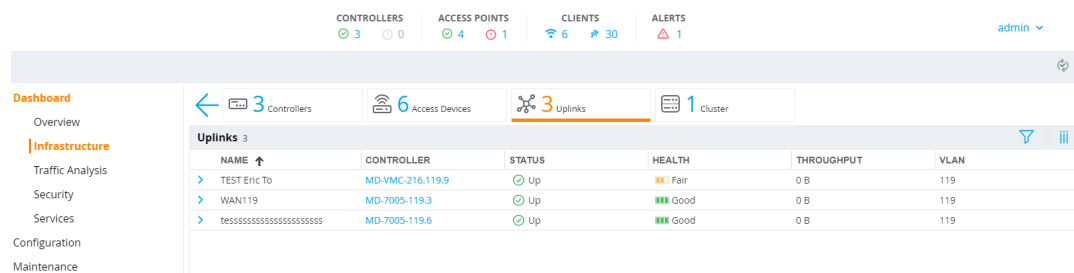 CONTROLLERS ACCESS POINTS CLIENTS ALERTS
3 0 4 1 6 30 1
admin
Dashboard
Overview
Infrastructure
Traffic Analysis
Security
Services
Configuration
Maintenance
3 Controllers 6 Access Devices 3 Uplinks 1 Cluster
Uplinks 3
NAME CONTROLLER STATUS HEALTH THROUGHPUT VLAN
TEST Eric To MD-VMC-216.119.9 Up Fair 0 B 119
WAN119 MD-7005-119.3 Up Good 0 B 119
tesssssssssssssssssssss MD-7005-119.6 Up Good 0 B 119